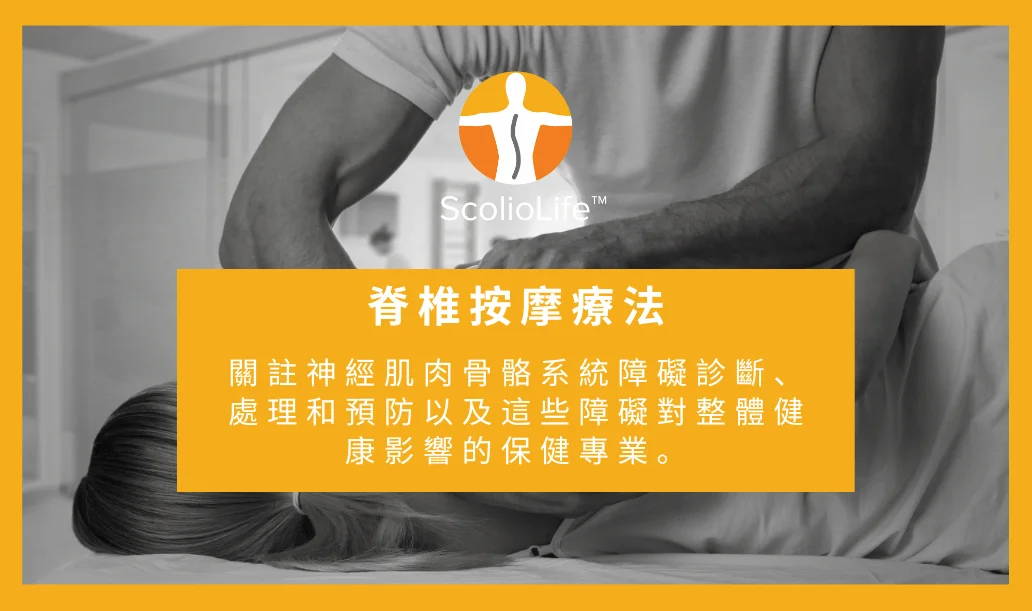 ScolioLife™
脊椎按摩療法
關註神經肌肉骨骼系統障礙診斷、
處理和預防以及這些障礙對整體健
康影響的保健專業。